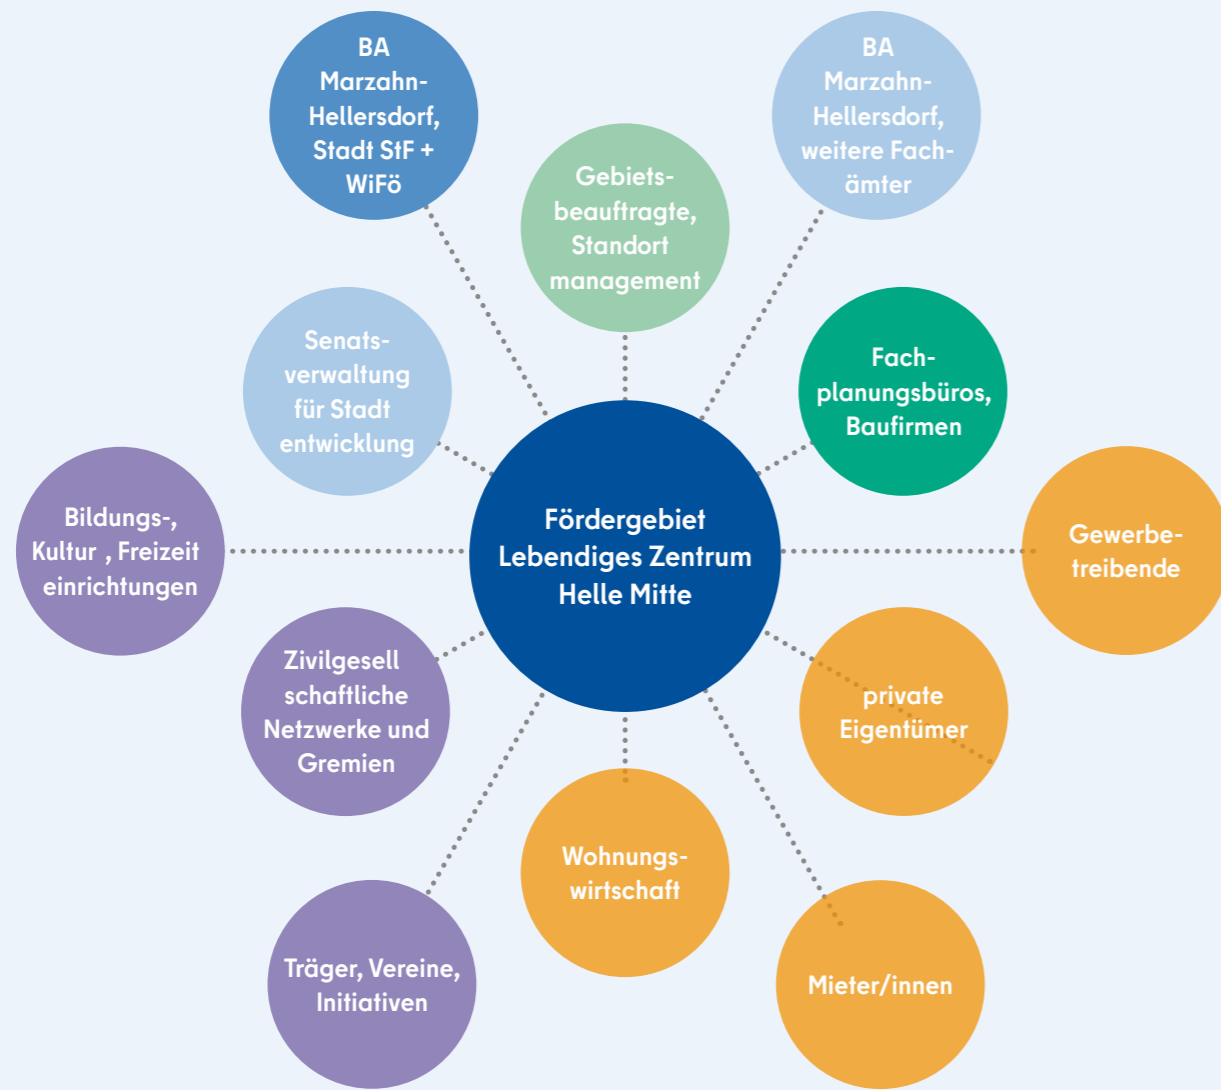 BA
Marzahn-
Hellersdorf,
Stadt StF +
WiFö
BA
Marzahn-
Hellersdorf,
weitere Fach-
ämter
Gebiets-
beauftragte,
Standort
management
Senats-
verwaltung
für Stadt
entwicklung
Fach-
planungsbüros,
Baufirmen
Bildungs-,
Kultur , Freizeit
einrichtungen
Fördergebiet
Lebendiges Zentrum
Helle Mitte
Gewerbe-
treibende
Zivilgesell
schaftliche
Netzwerke und
Gremien
private
Eigentümer
Wohnungs-
wirtschaft
Träger, Vereine,
Initiativen
Mieter/innen